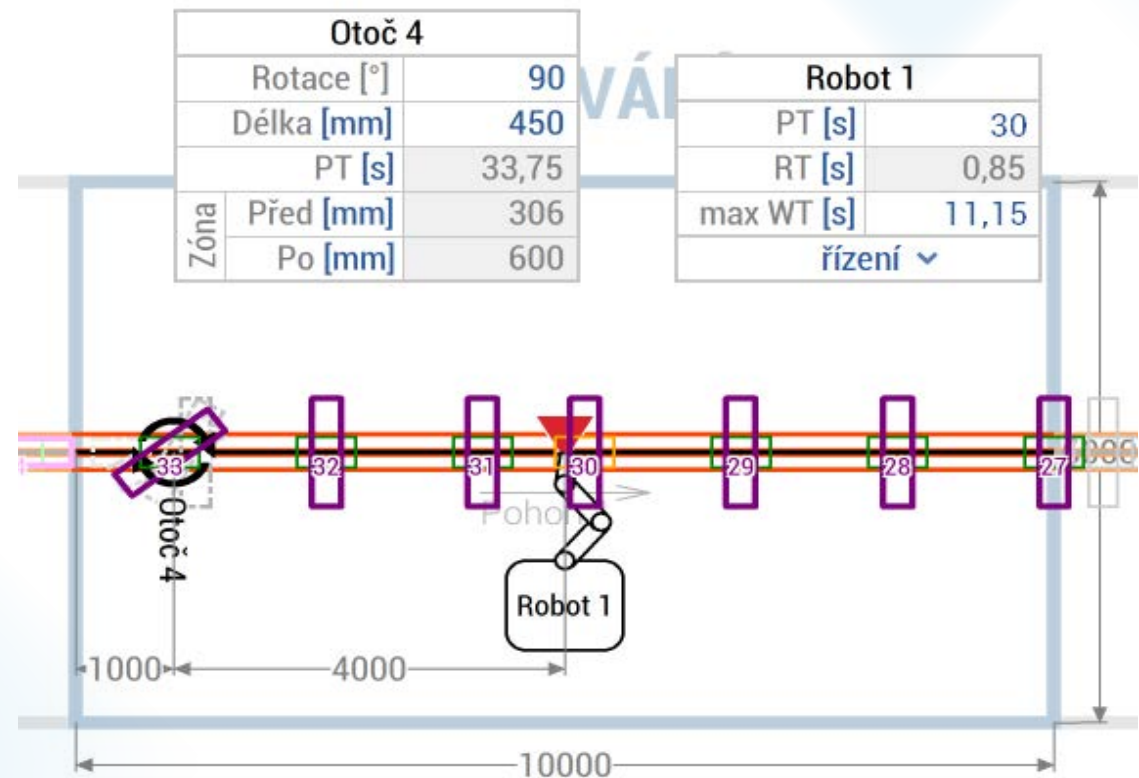 Otoč 4
Rotace [°] 90
Délka [mm] 450
PT [s] 33,75
Zóna
Před [mm] 306
Po [mm] 600
Robot 1
PT [s] 30
RT [s] 0,85
max WT [s] 11,15
řízení
33 32 31 30 29 28 27
Otoč 4
Robot 1
1000 4000
10000